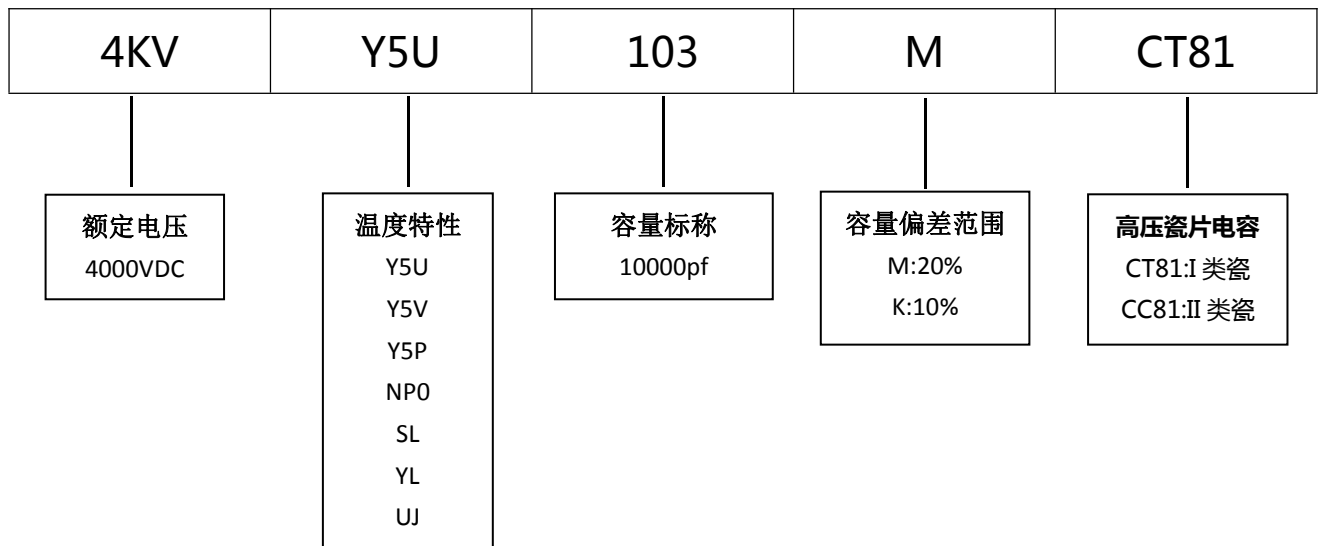 4KV Y5U 103 M CT81
额定电压
4000VDC
温度特性
Y5U
Y5V
Y5P
NP0
SL
YL
UJ
容量标称
10000pf
容量偏差范围
M:20%
K:10%
高压瓷片电容
CT81:I 类瓷
CC81:II 类瓷